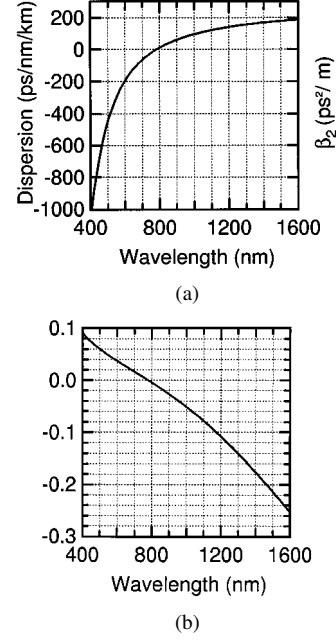 Dispersion (ps/nm/km)
200
0
-200
-400
-600
-800
-1000
400 800 1200 1600
Wavelength (nm)
β₂ (ps²/ m)
(a)
0.1
0.0
-0.1
-0.2
-0.3
400 800 1200 1600
Wavelength (nm)
(b)